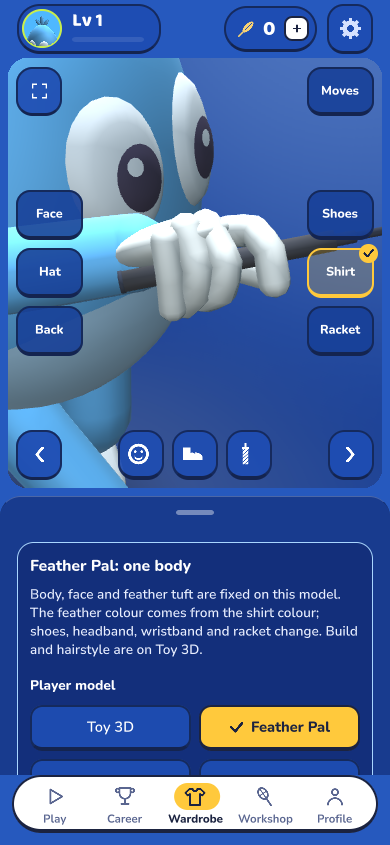 Lv 1
0
+
Moves
Face
Shoes
Hat
Shirt
Back
Racket
Feather Pal: one body
Body, face and feather tuft are fixed on this model.
The feather colour comes from the shirt colour;
shoes, headband, wristband and racket change. Build
and hairstyle are on Toy 3D.
Player model
Toy 3D
Feather Pal
Play
Career
Wardrobe
Workshop
Profile